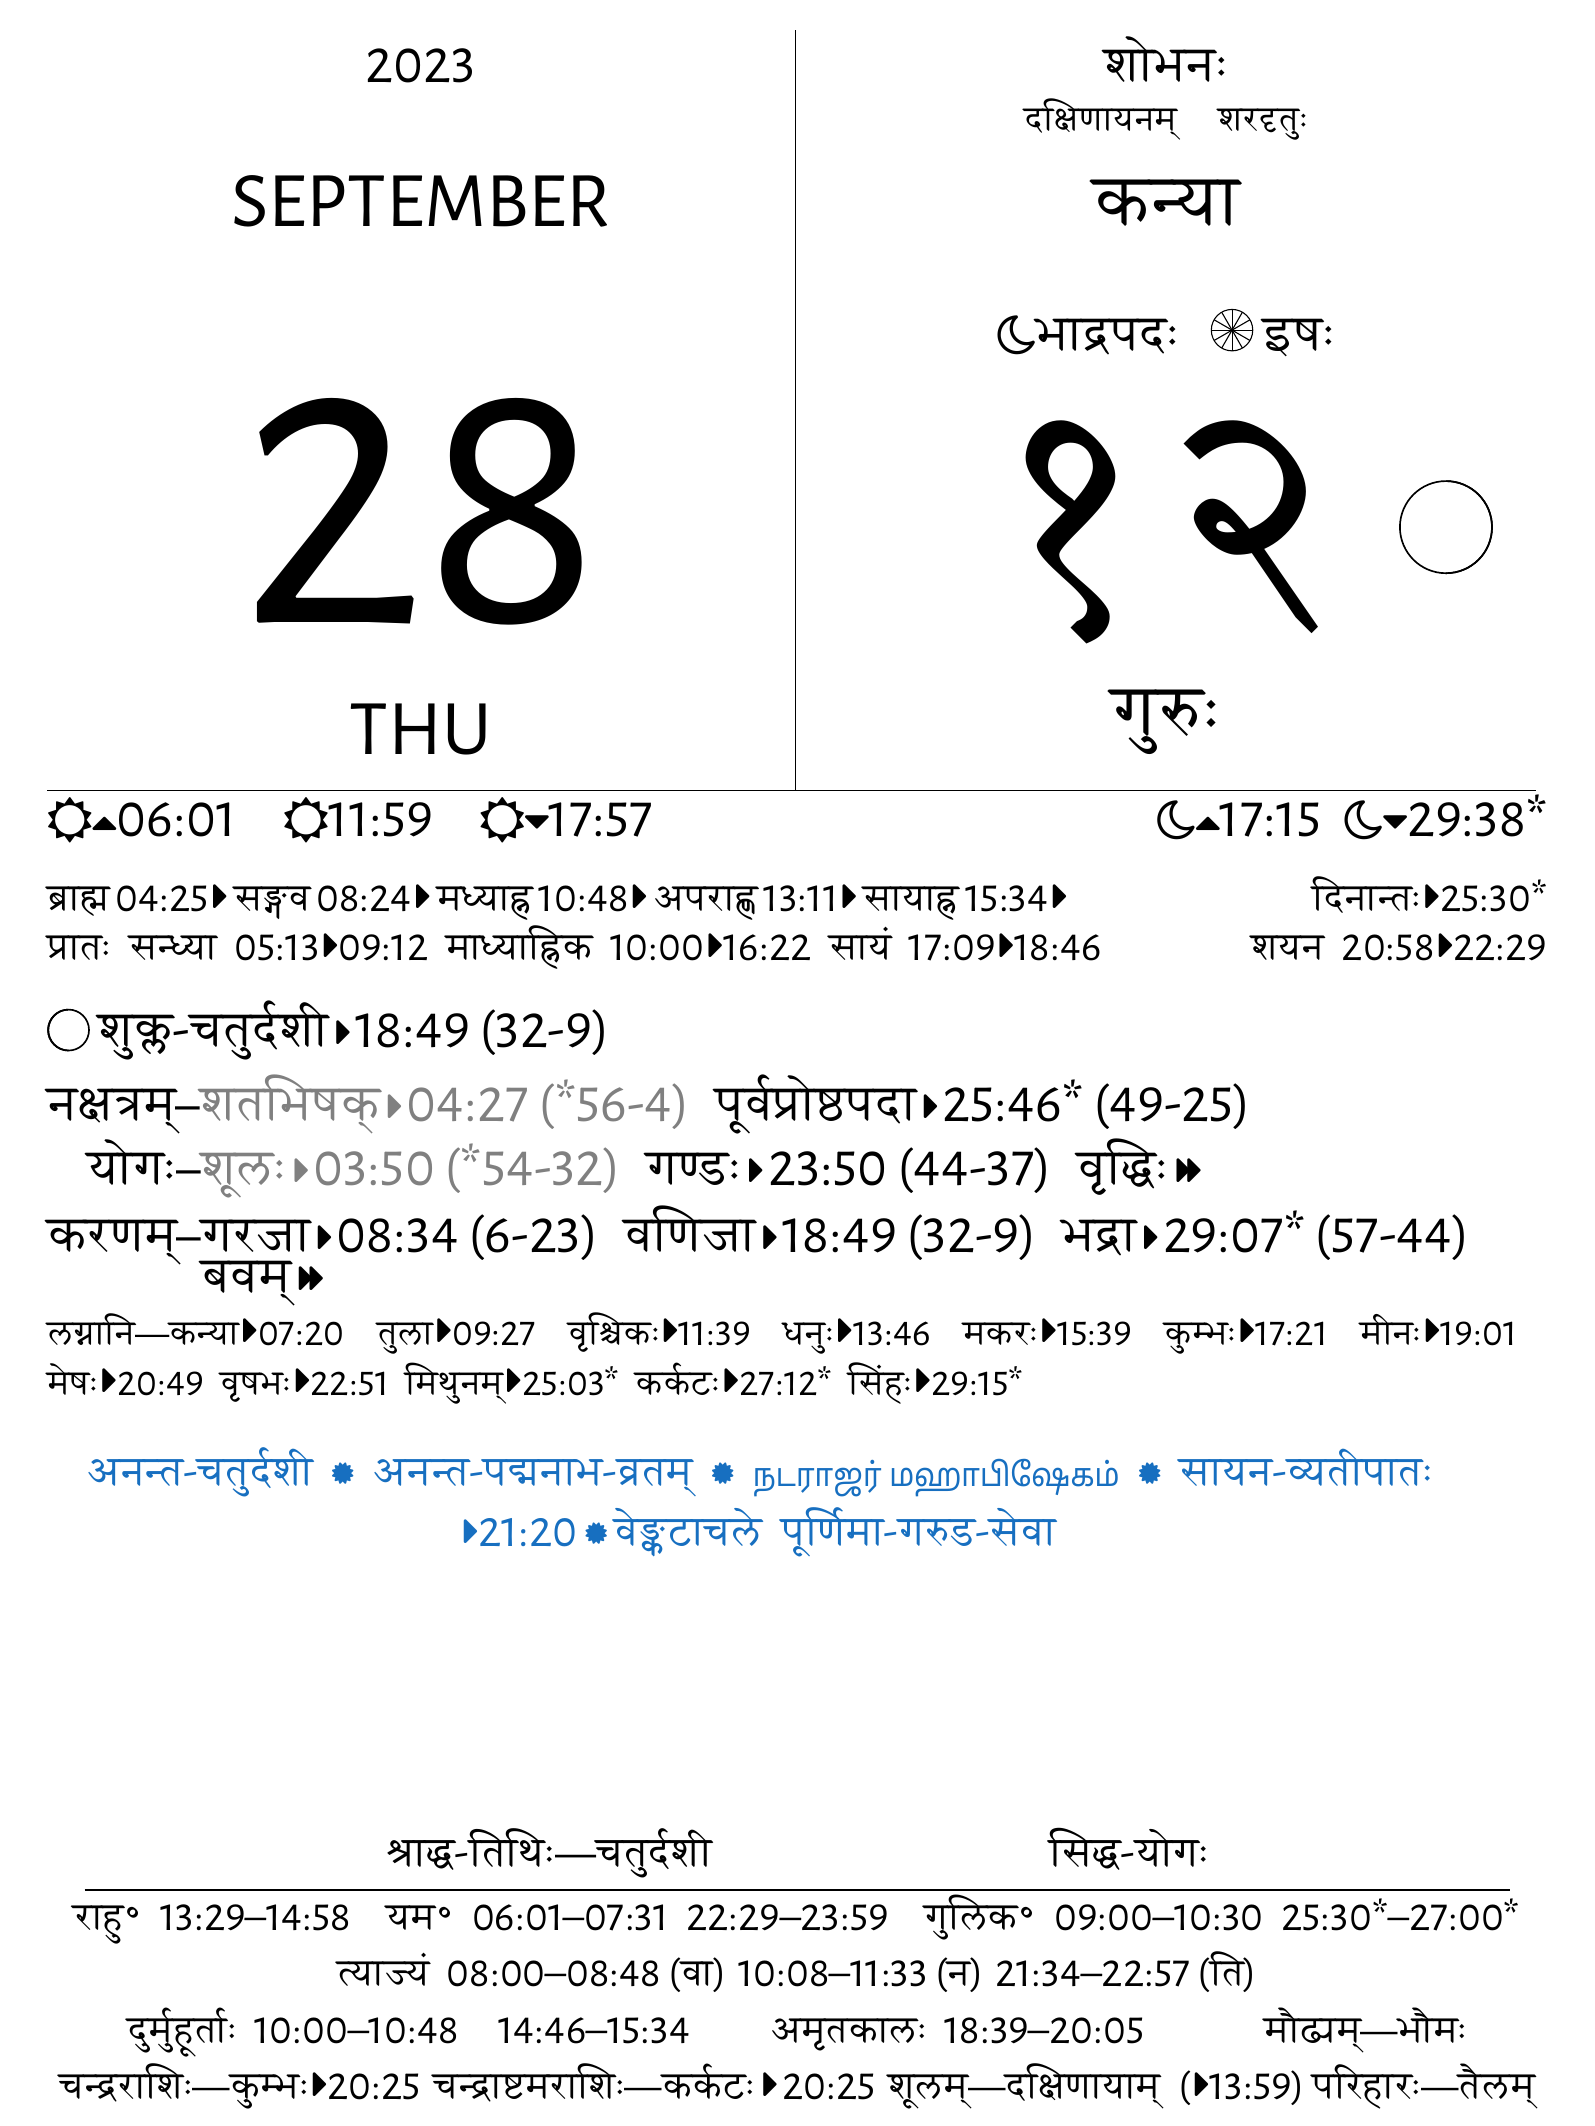 2023
SEPTEMBER
28
THU
शोभनः
दक्षिणायनम् शरदृतुः
कन्या
भाद्रपदः इषः
१२
गुरुः
06:01 11:59 17:57 17:15 29:38*
ब्राह्म 04:25 सङ्गव 08:24 मध्याह्न 10:48 अपराह्ण 13:11 सायाह्न 15:34 दिनान्तः 25:30*
प्रातः सन्ध्या 05:13 09:12 माध्याह्निक 10:00 16:22 सायं 17:09 18:46 शयन 20:58 22:29
शुक्ल-चतुर्दशी 18:49 (32-9)
नक्षत्रम्–शतभिषक् 04:27 (*56-4) पूर्वप्रोष्ठपदा 25:46* (49-25)
योगः–शूलः 03:50 (*54-32) गण्डः 23:50 (44-37) वृद्धिः
करणम्–गरजा 08:34 (6-23) वणिजा 18:49 (32-9) भद्रा 29:07* (57-44)
बवम्
लग्नानि—कन्या 07:20 तुला 09:27 वृश्चिकः 11:39 धनुः 13:46 मकरः 15:39 कुम्भः 17:21 मीनः 19:01
मेषः 20:49 वृषभः 22:51 मिथुनम् 25:03* कर्कटः 27:12* सिंहः 29:15*
अनन्त-चतुर्दशी ✹ अनन्त-पद्मनाभ-व्रतम् ✹ நடராஜர் மஹாபிஷேகம் ✹ सायन-व्यतीपातः
21:20 ✹ वेङ्कटाचले पूर्णिमा-गरुड-सेवा
श्राद्ध-तिथिः—चतुर्दशी सिद्ध-योगः
राहु॰ 13:29–14:58 यम॰ 06:01–07:31 22:29–23:59 गुलिक॰ 09:00–10:30 25:30*–27:00*
त्याज्यं 08:00–08:48 (वा) 10:08–11:33 (न) 21:34–22:57 (ति)
दुर्मुहूर्ताः 10:00–10:48 14:46–15:34 अमृतकालः 18:39–20:05 मौढ्यम्—भौमः
चन्द्रराशिः—कुम्भः 20:25 चन्द्राष्टमराशिः—कर्कटः 20:25 शूलम्—दक्षिणायाम् (13:59) परिहारः—तैलम्